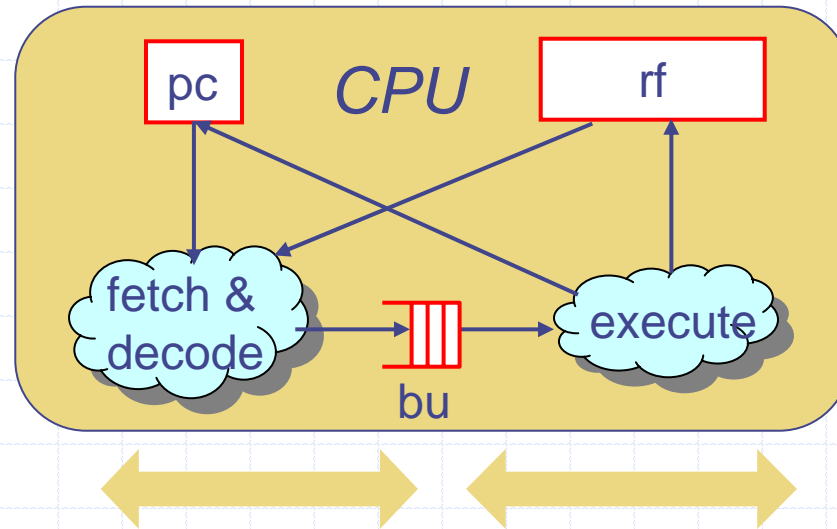 pc
CPU
rf
fetch &
decode
execute
bu